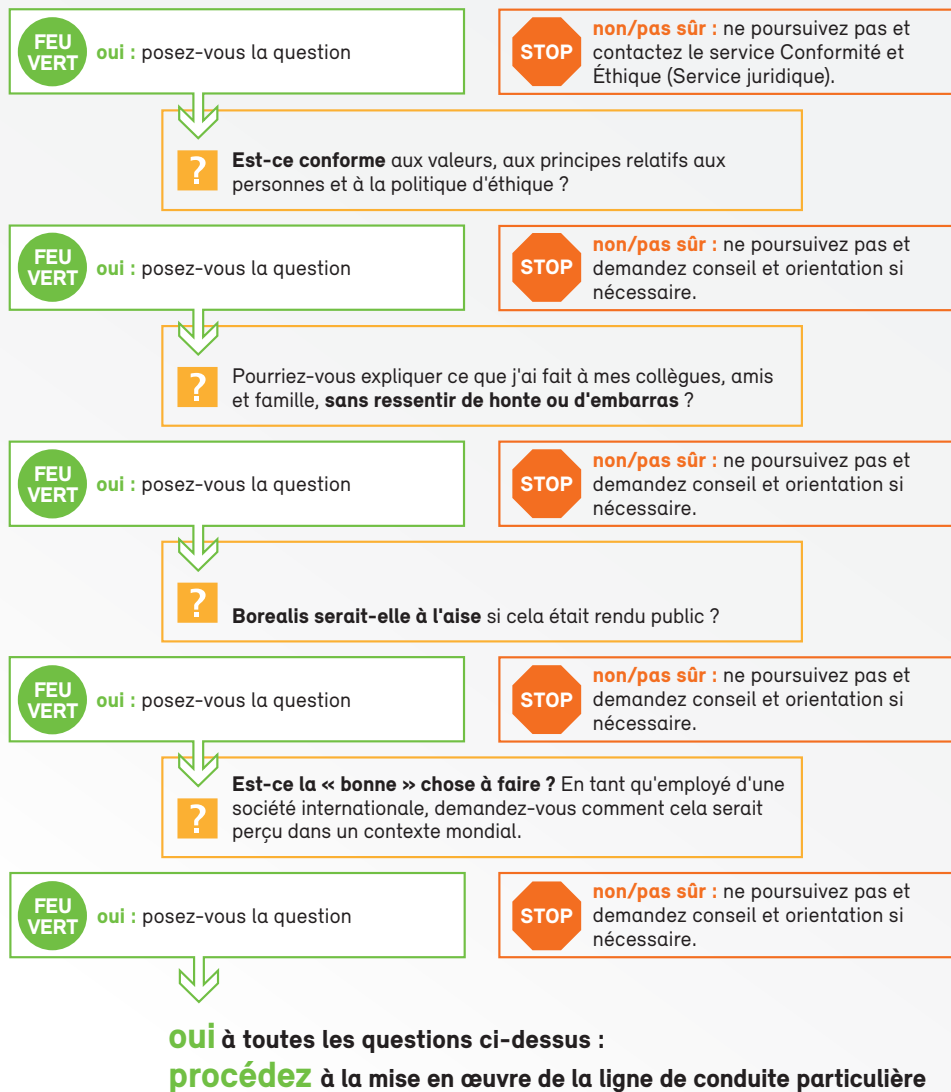 FEU
VERT
oui : posez-vous la question
STOP
non/pas sûr : ne poursuivez pas et
contactez le service Conformité et
Éthique (Service juridique).
?
Est-ce conforme aux valeurs, aux principes relatifs aux
personnes et à la politique d'éthique ?
FEU
VERT
oui : posez-vous la question
STOP
non/pas sûr : ne poursuivez pas et
demandez conseil et orientation si
nécessaire.
?
Pourriez-vous expliquer ce que j'ai fait à mes collègues, amis
et famille, sans ressentir de honte ou d'embarras ?
FEU
VERT
oui : posez-vous la question
STOP
non/pas sûr : ne poursuivez pas et
demandez conseil et orientation si
nécessaire.
?
Borealis serait-elle à l'aise si cela était rendu public ?
FEU
VERT
oui : posez-vous la question
STOP
non/pas sûr : ne poursuivez pas et
demandez conseil et orientation si
nécessaire.
?
Est-ce la « bonne » chose à faire ? En tant qu'employé d'une
société internationale, demandez-vous comment cela serait
perçu dans un contexte mondial.
FEU
VERT
oui : posez-vous la question
STOP
non/pas sûr : ne poursuivez pas et
demandez conseil et orientation si
nécessaire.
oui à toutes les questions ci-dessus :
procédez à la mise en œuvre de la ligne de conduite particulière